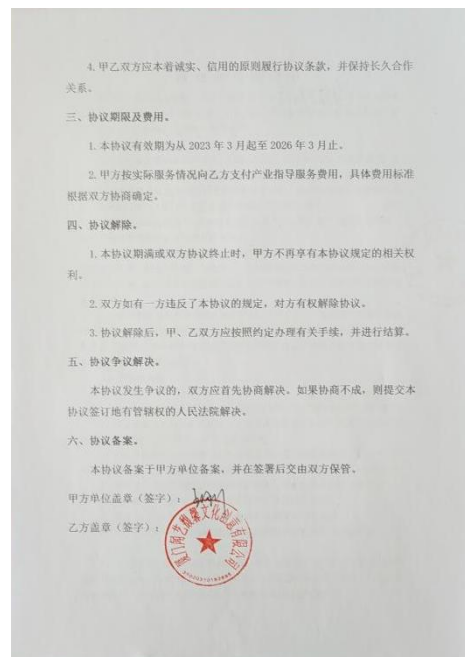 4.甲乙双方应本着诚实、信用的原则履行协议条款，并保持长久合作
关系。
三、协议期限及费用。
1.本协议有效期为从 2023 年 3 月起至 2026 年 3 月止。
2.甲方按实际服务情况向乙方支付产业指导服务费用，具体费用标准
根据双方协商确定。
四、协议解除。
1.本协议期满或双方协议终止时，甲方不再享有本协议规定的相关权
利。
2.双方如有一方违反了本协议的规定，对方有权解除协议。
3.协议解除后，甲、乙双方应按照约定办理有关手续，并进行结算。
五、协议争议解决。
本协议发生争议的，双方应首先协商解决。如果协商不成，则提交本
协议签订地有管辖权的人民法院解决。
六、协议备案。
本协议备案于甲方单位备案，并在签署后交由双方保管。
甲方单位盖章（签字）：
乙方盖章（签字）：
文化创意有限公司